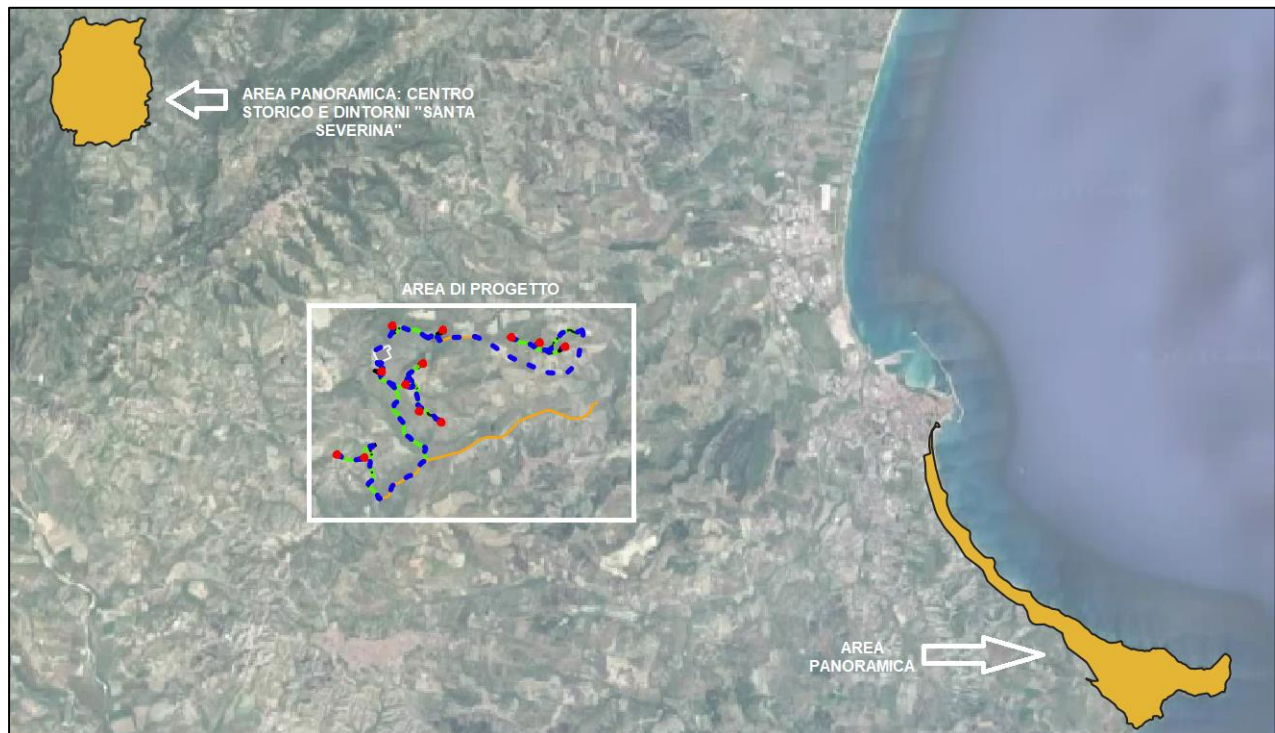 AREA PANORAMICA: CENTRO
STORICO E DINTORNI "SANTA
SEVERINA"
AREA DI PROGETTO
AREA
PANORAMICA